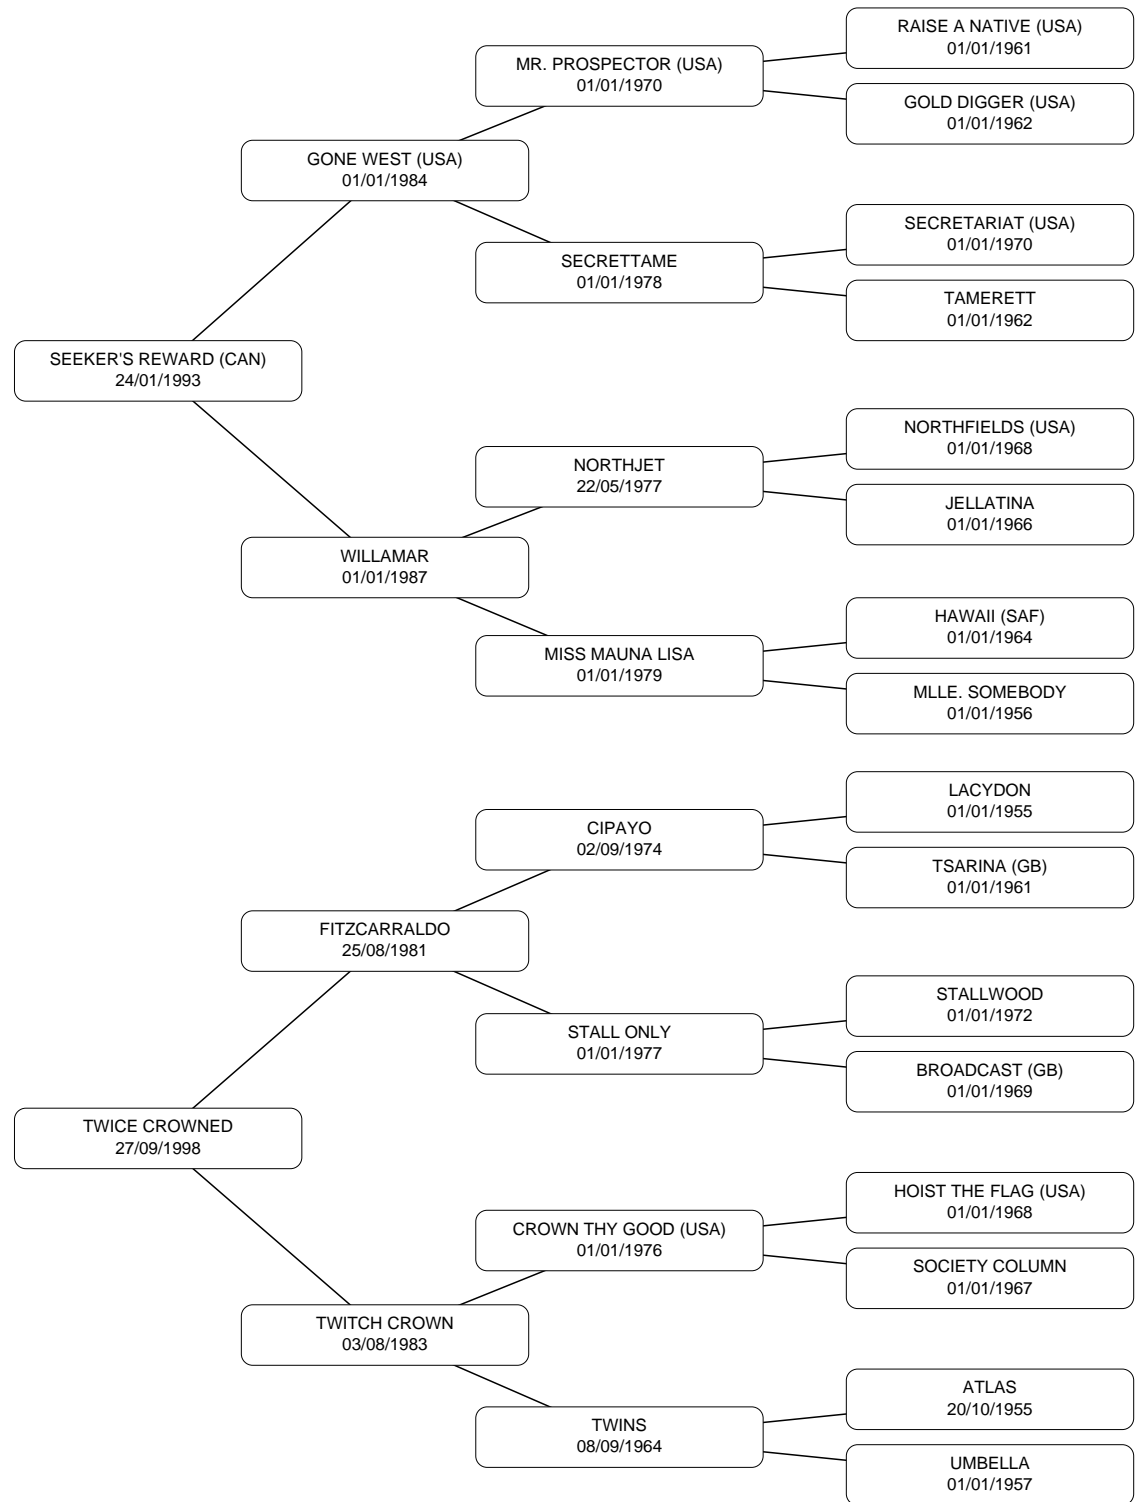 RAISE A NATIVE (USA)
01/01/1961
MR. PROSPECTOR (USA)
01/01/1970
GOLD DIGGER (USA)
01/01/1962
GONE WEST (USA)
01/01/1984
SECRETARIAT (USA)
01/01/1970
SECRETTAME
01/01/1978
TAMERETT
01/01/1962
SEEKER'S REWARD (CAN)
24/01/1993
NORTHFIELDS (USA)
01/01/1968
NORTHJET
22/05/1977
JELLATINA
01/01/1966
WILLAMAR
01/01/1987
HAWAII (SAF)
01/01/1964
MISS MAUNA LISA
01/01/1979
MLLE. SOMEBODY
01/01/1956
LACYDON
01/01/1955
CIPAYO
02/09/1974
TSARINA (GB)
01/01/1961
FITZCARRALDO
25/08/1981
STALLWOOD
01/01/1972
STALL ONLY
01/01/1977
BROADCAST (GB)
01/01/1969
TWICE CROWNED
27/09/1998
HOIST THE FLAG (USA)
01/01/1968
CROWN THY GOOD (USA)
01/01/1976
SOCIETY COLUMN
01/01/1967
TWITCH CROWN
03/08/1983
ATLAS
20/10/1955
TWINS
08/09/1964
UMBELLA
01/01/1957